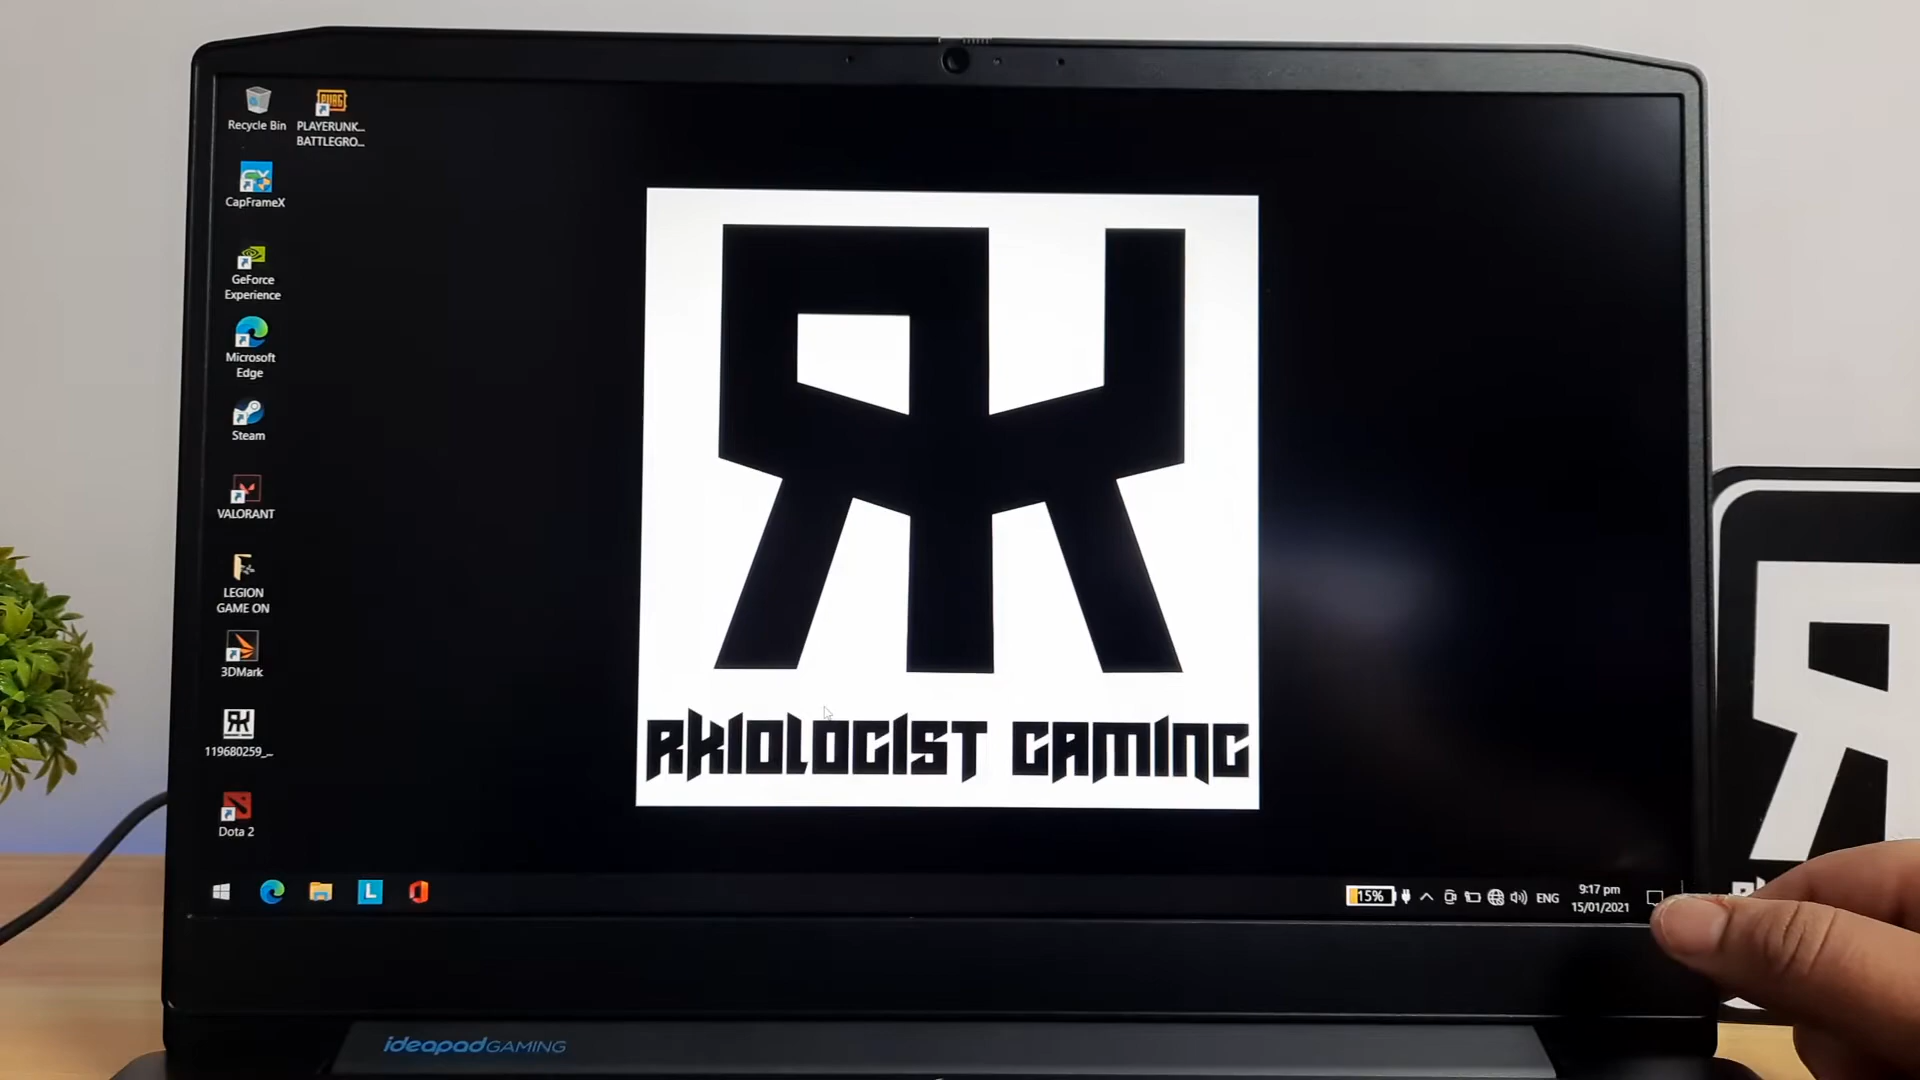 Recycle Bin
PLAYERUNK...
BATTLEGRO...
CapFrameX
GeForce
Experience
Microsoft
Edge
Steam
VALORANT
LEGION
GAME ON
3DMark
119680259_...
Dota 2
RK
RKIOLOGIST GAMING
L
15%
ENG
9:17 pm
15/01/2021
ideapad GAMING